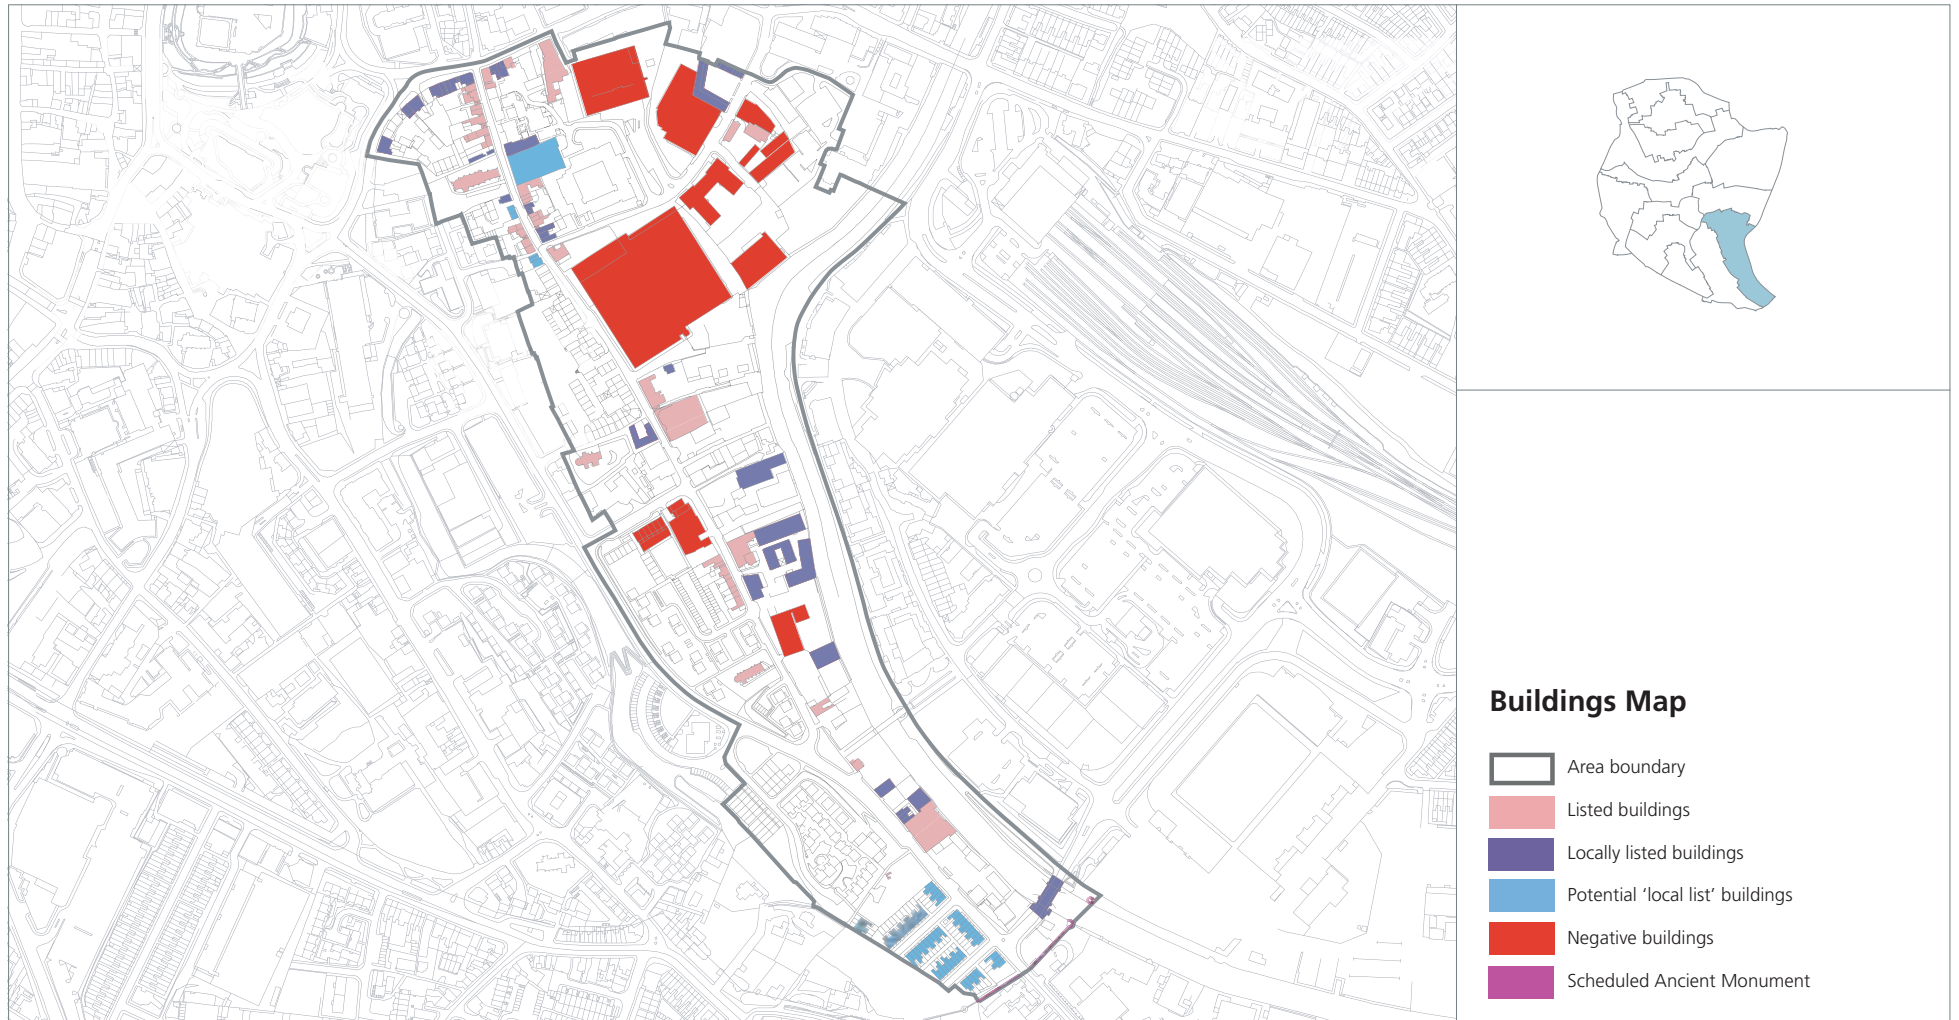 Buildings Map
Area boundary
Listed buildings
Locally listed buildings
Potential ‘local list’ buildings
Negative buildings
Scheduled Ancient Monument